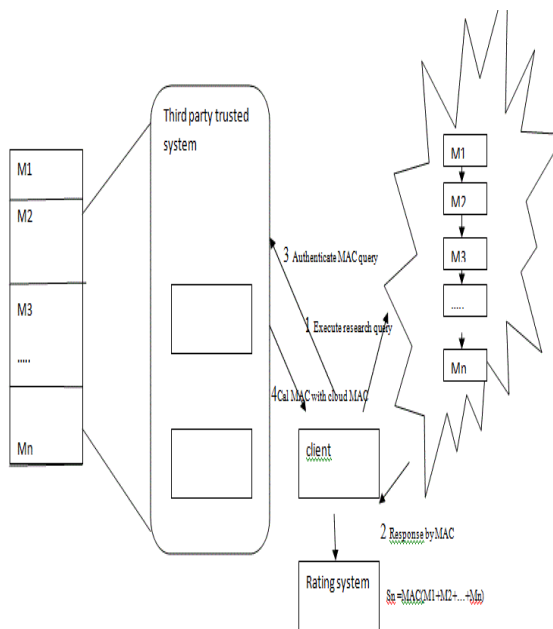 Third party trusted
system
M1
M2
M3
.....
Mn
M1
M2
M3
.....
Mn
3 Authenticate MAC query
1 Execute research query
4Cal MAC with cloud MAC
client
2 Response by MAC
Rating system
Sn =MAC(M1+M2+...+Mn)